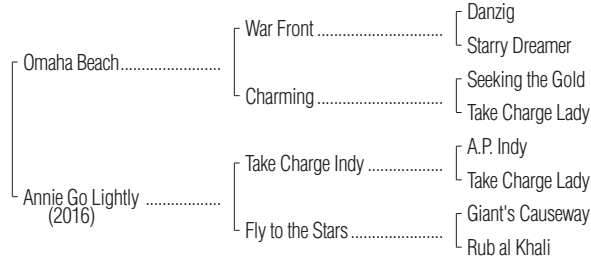 Danzig
War Front ................................
Starry Dreamer
Omaha Beach..........................
Seeking the Gold
Charming ................................
Take Charge Lady
A.P. Indy
Take Charge Indy ...................
Take Charge Lady
Annie Go Lightly ...................
(2016)
Giant's Causeway
Fly to the Stars .......................
Rub al Khali